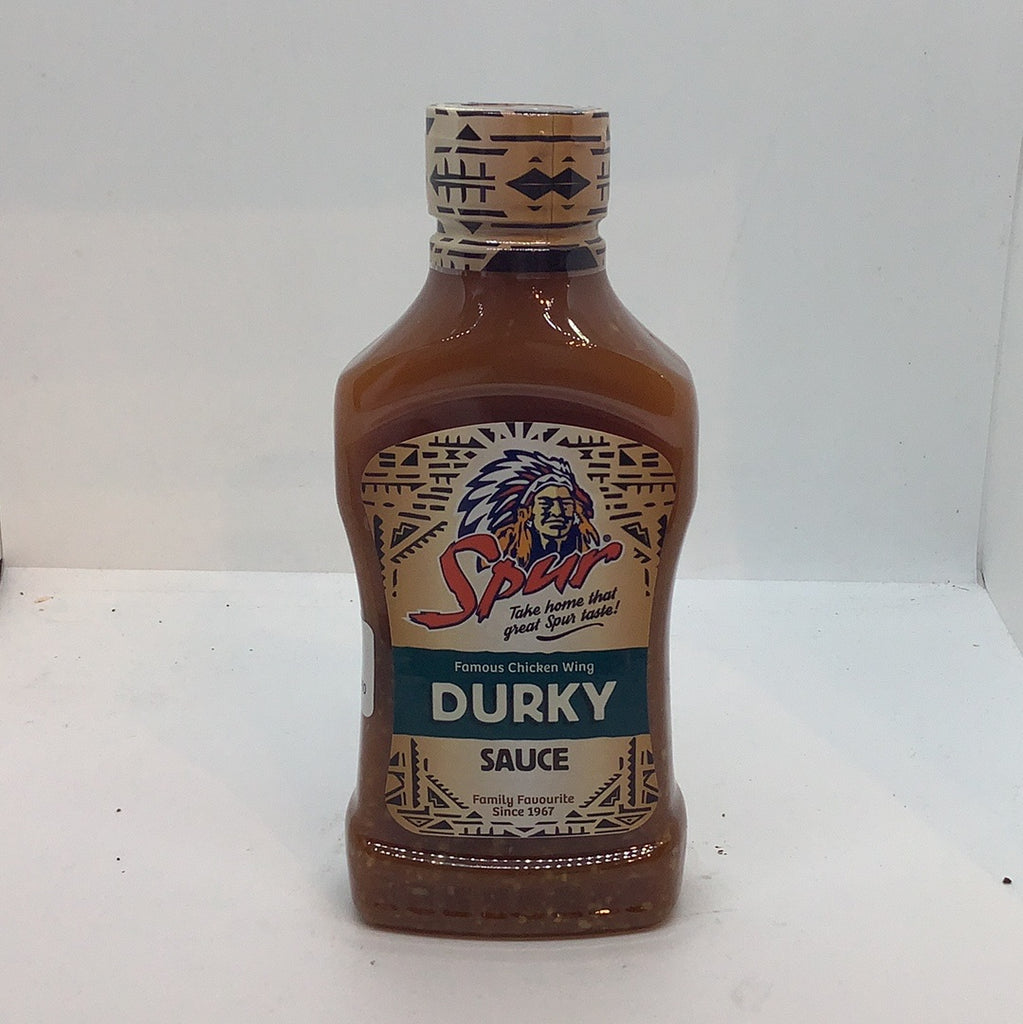 Spur®
Take home that
great Spur taste!
Famous Chicken Wing
DURKY
SAUCE
Family Favourite
Since 1967